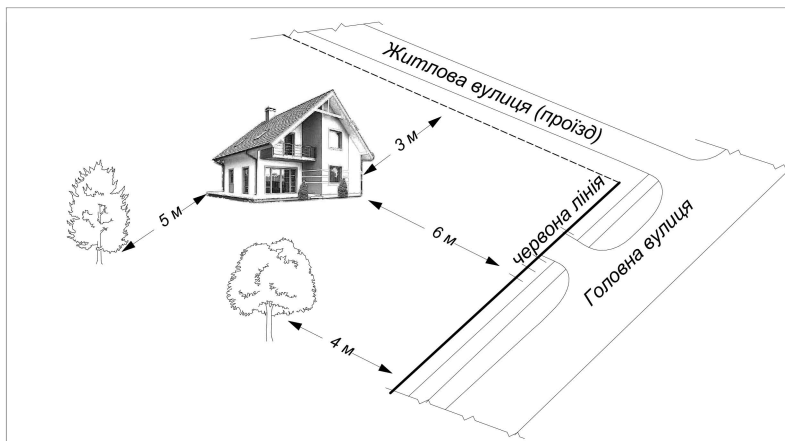 Житлова вулиця (проїзд)
3 м
5 м
6 м
червона лінія
Головна вулиця
4 м